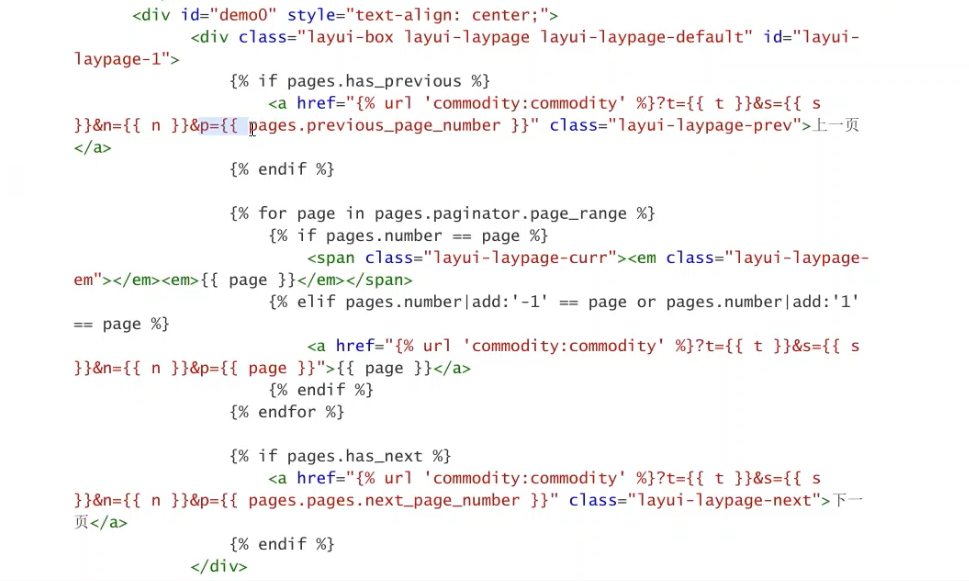 <div id="demo0" style="text-align: center;">
<div class="layui-box layui-laypage layui-laypage-default" id="layui-
laypage-1">
{% if pages.has_previous %}
<a href="{% url 'commodity:commodity' %}?t={{ t }}&s={{ s
}}&n={{ n }}&p={{ pages.previous_page_number }}" class="layui-laypage-prev">上一页
</a>
{% endif %}
{% for page in pages.paginator.page_range %}
{% if pages.number == page %}
<span class="layui-laypage-curr"><em class="layui-laypage-
em"></em><em>{{ page }}</em></span>
{% elif pages.number|add:'-1' == page or pages.number|add:'1'
== page %}
<a href="{% url 'commodity:commodity' %}?t={{ t }}&s={{ s
}}&n={{ n }}&p={{ page }}">{{ page }}</a>
{% endif %}
{% endfor %}
{% if pages.has_next %}
<a href="{% url 'commodity:commodity' %}?t={{ t }}&s={{ s
}}&n={{ n }}&p={{ pages.pages.next_page_number }}" class="layui-laypage-next">下一
页</a>
{% endif %}
</div>